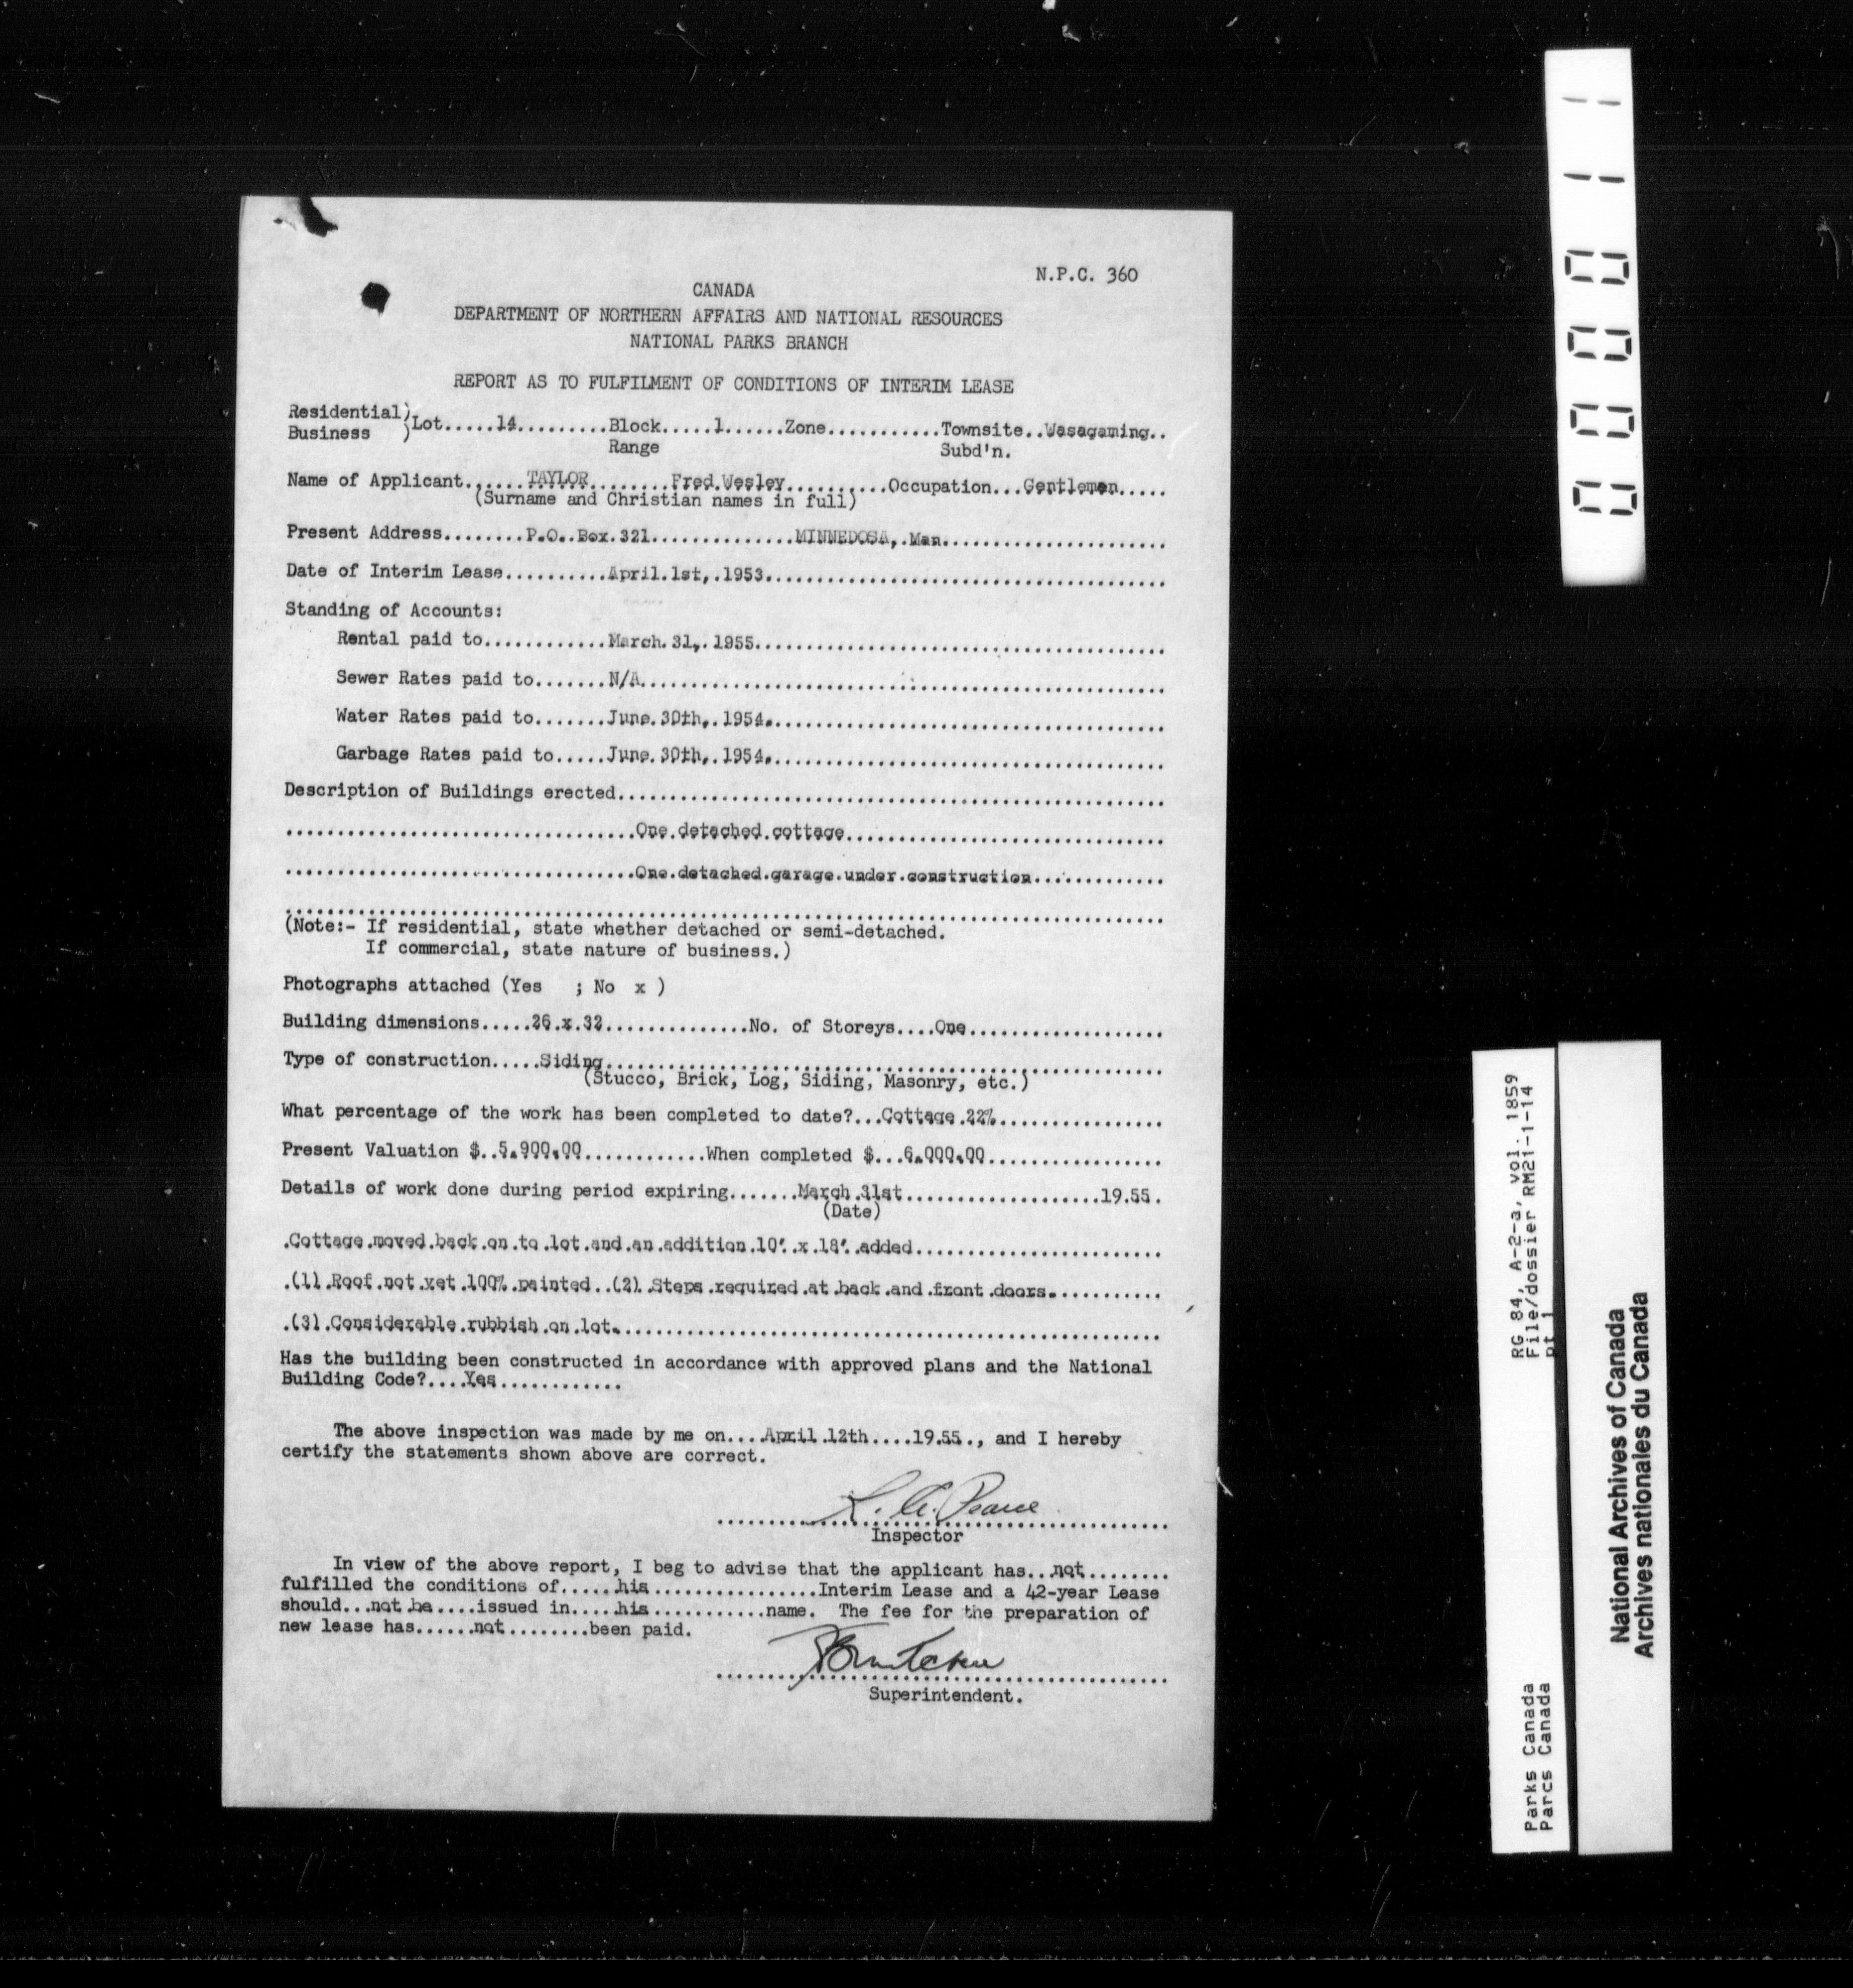 N.P.C. 360
CANADA
DEPARTMENT OF NORTHERN AFFAIRS AND NATIONAL RESOURCES
NATIONAL PARKS BRANCH
REPORT AS TO FULFILMENT OF CONDITIONS OF INTERIM LEASE
Residential)
Business )Lot.....14.........Block.....1......Zone...........Townsite..Wasagaming..
Range Subd'n.
Name of Applicant......TAYLOR........Fred.Wesley..........Occupation...Gentleman.....
(Surname and Christian names in full)
Present Address........P.O..Box.321..............MINNEDOSA,.Man......................
Date of Interim Lease..........April.1st,.1953.......................................
Standing of Accounts:
Rental paid to............March.31,.1955........................................
Sewer Rates paid to.......N/A...................................................
Water Rates paid to.......June.30th,.1954.......................................
Garbage Rates paid to.....June.30th,.1954.......................................
Description of Buildings erected.....................................................
..................................One.detached.cottage...............................
..................................One.detached.garage.under.construction.............
.....................................................................................
(Note:- If residential, state whether detached or semi-detached.
If commercial, state nature of business.)
Photographs attached (Yes ; No x )
Building dimensions.....26.x.32..............No. of Storeys....One...................
Type of construction.....Siding......................................................
(Stucco, Brick, Log, Siding, Masonry, etc.)
What percentage of the work has been completed to date?...Cottage.22%................
Present Valuation $..5,900.00............When completed $...6,000.00.................
Details of work done during period expiring.......March.31st...................19.55.
(Date)
.Cottage.moved.back.on.to.lot.and.an.addition.10'.x.18'.added........................
.(1).Roof.not.yet.100%.painted..(2).Steps.required.at.back.and.front.doors...........
.(3).Considerable.rubbish.on.lot.....................................................
Has the building been constructed in accordance with approved plans and the National
Building Code?....Yes............
The above inspection was made by me on....April.12th....19.55., and I hereby
certify the statements shown above are correct.
Inspector
In view of the above report, I beg to advise that the applicant has...not........
fulfilled the conditions of.....his................Interim Lease and a 42-year Lease
should...not.be....issued in.....his...........name. The fee for the preparation of
new lease has......not........been paid.
Superintendent.
000011
RG 84, A-2-a, vol. 1859
File/dossier RM21-1-14
pt 1
Parks Canada
Parcs Canada
National Archives of Canada
Archives nationales du Canada